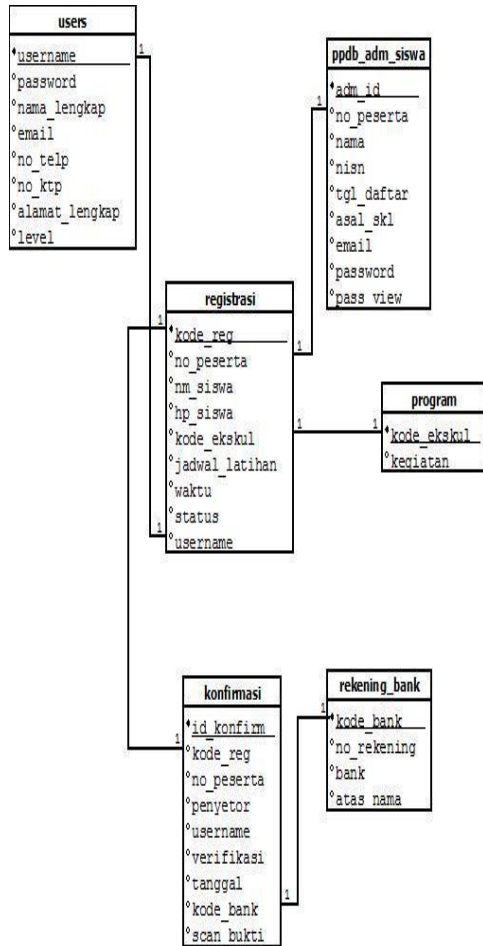 users
username
password
nama_lengkap
email
no_telp
no_ktp
alamat_lengkap
level
1
1
ppdb_adm_siswa
adm_id
no_peserta
nama
nisn
tgl_daftar
asal_skl
email
password
pass_view
1
1
registrasi
kode_reg
no_peserta
nm_siswa
hp_siswa
kode_ekskul
jadwal_latihan
waktu
status
username
1
1
1
program
kode_ekskul
kegiatan
konfirmasi
id_konfirm
kode_reg
no_peserta
penyetor
username
verifikasi
tanggal
kode_bank
scan_bukti
1
1
1
rekening_bank
kode_bank
no_rekening
bank
atas_nama